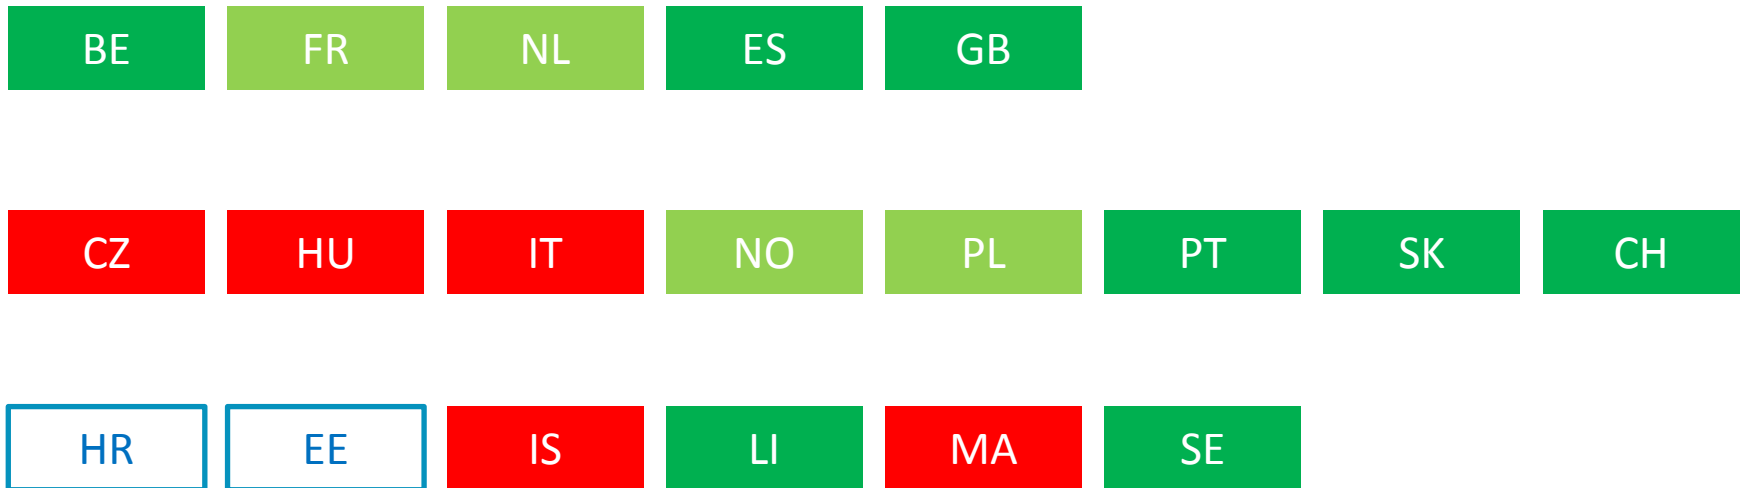 BE FR NL ES GB
CZ HU IT NO PL PT SK CH
HR EE IS LI MA SE